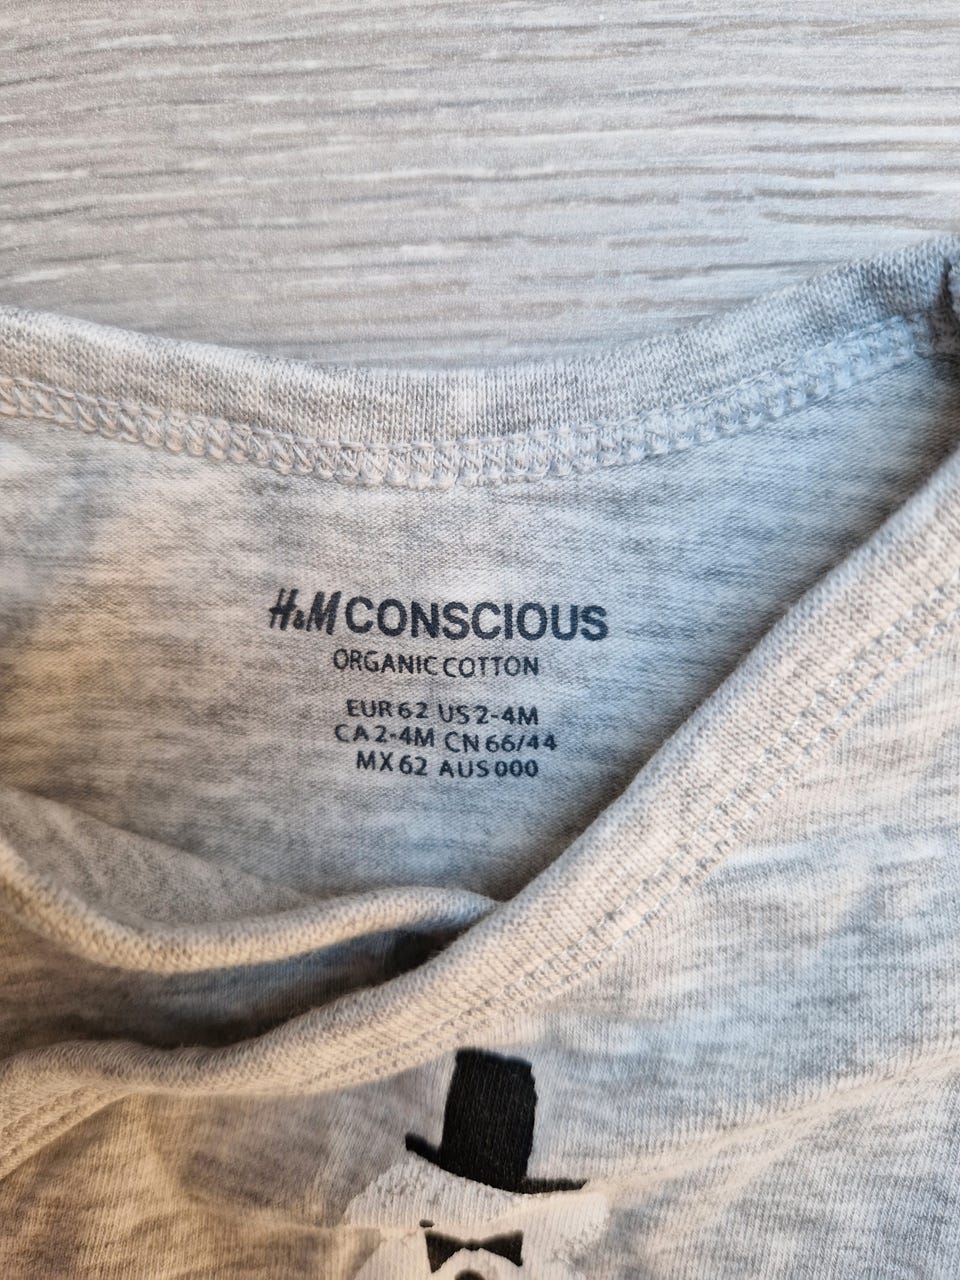 H&M CONSCIOUS
ORGANIC COTTON
EUR 62 US 2-4M
CA 2-4M CN 66/44
MX 62 AUS 000